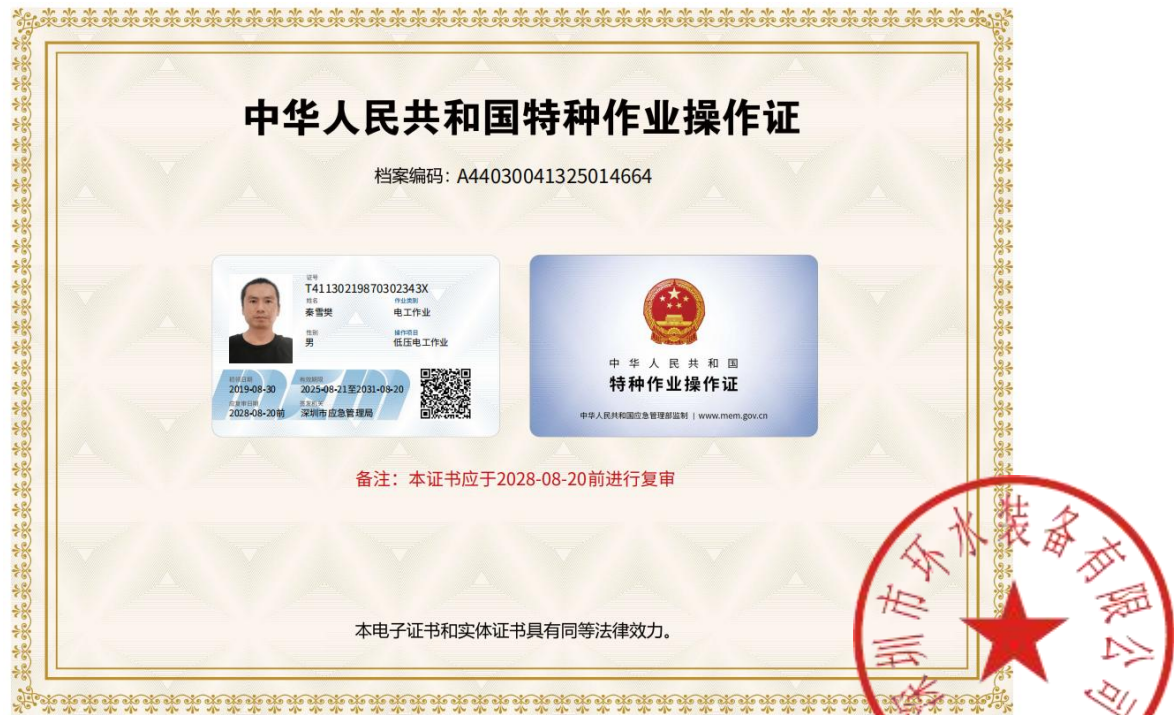 中华人民共和国特种作业操作证
档案编码：A44030041325014664
证号
T41130219870302343X
姓名 作业类别
秦雪樊 电工作业
性别 操作项目
男 低压电工作业
初领日期 有效期限
2019-08-30 2025-08-21至2031-08-20
应复审日期 签发机关
2028-08-20前 深圳市应急管理局
中华人民共和国
特种作业操作证
中华人民共和国应急管理部监制 | www.mem.gov.cn
备注：本证书应于2028-08-20前进行复审
本电子证书和实体证书具有同等法律效力。
深圳市环水装备有限公司